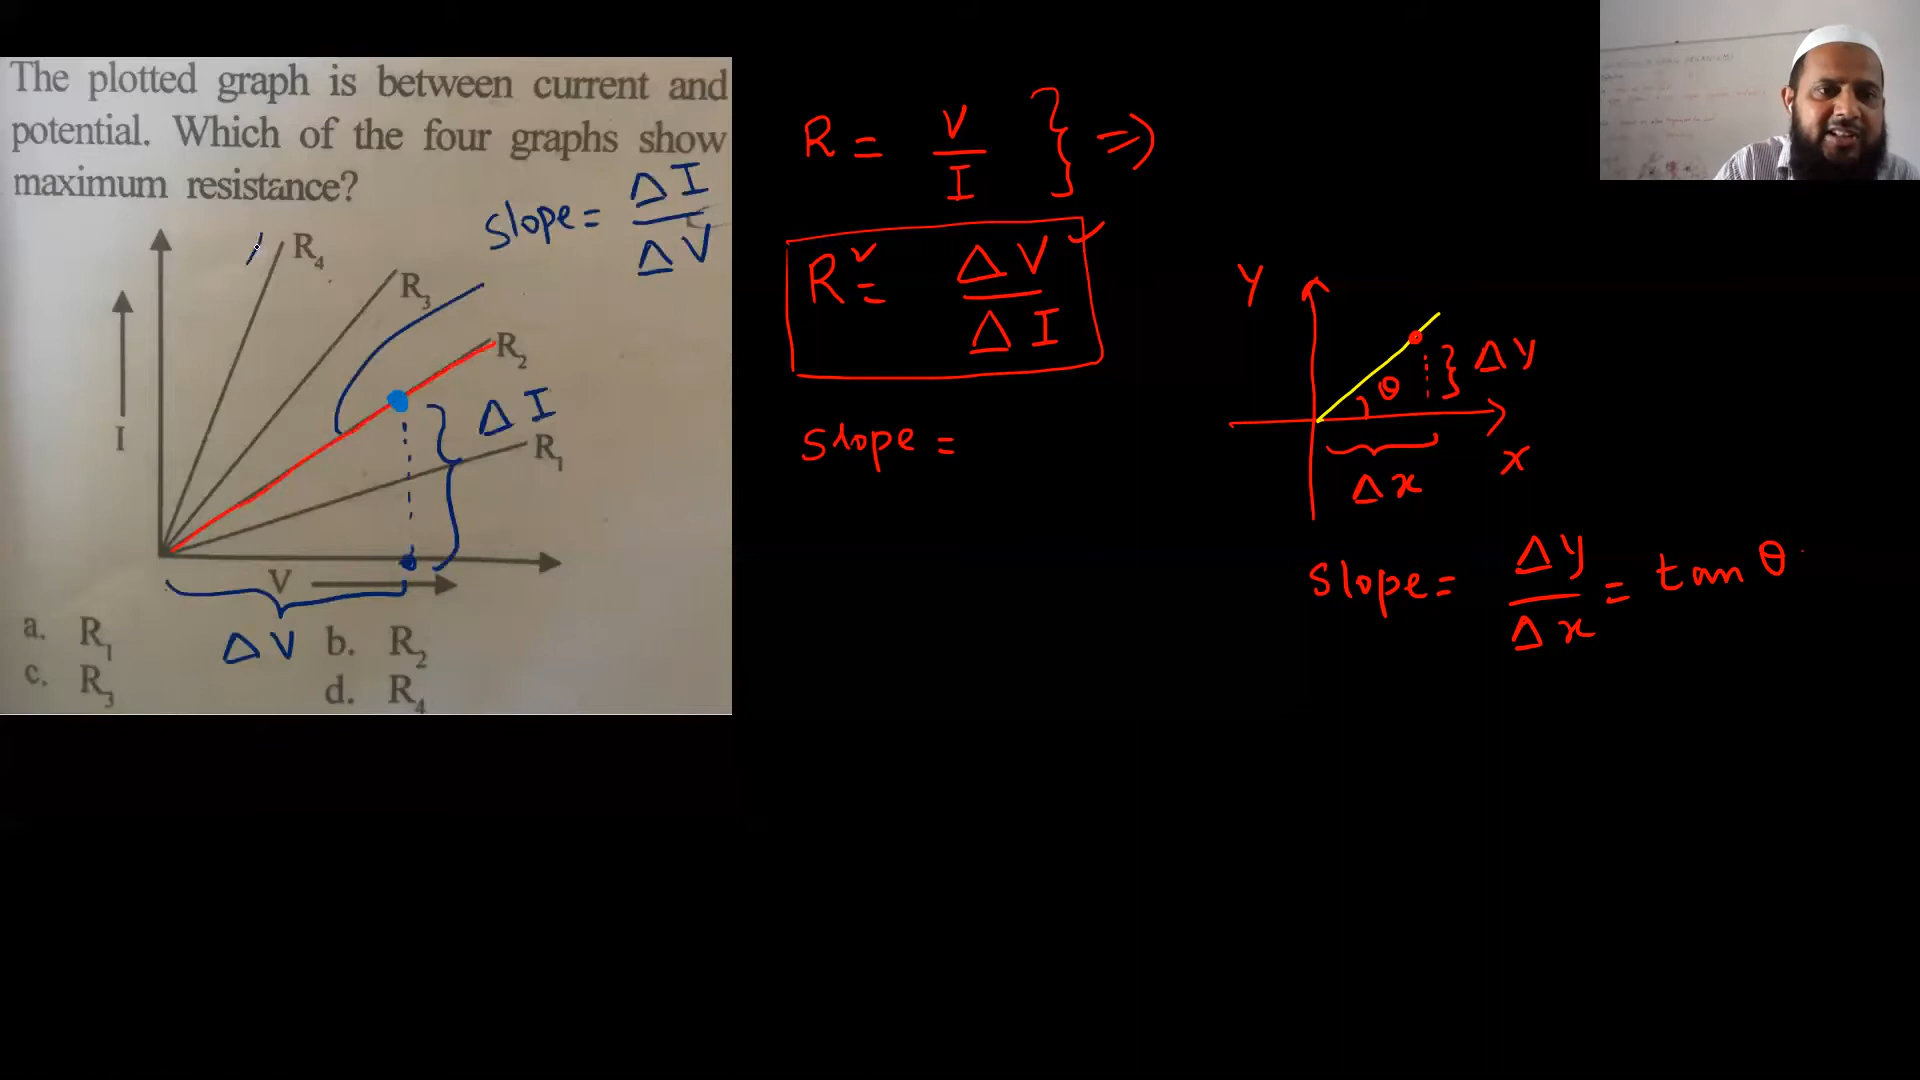 The plotted graph is between current and
potential. Which of the four graphs show
maximum resistance?
slope = ΔI / ΔV
R₄
R₃
R₂
R₁
I
ΔI
V
ΔV
a. R₁
b. R₂
c. R₃
d. R₄
R = V / I } ⇒
R = ΔV / ΔI
slope =
Y
θ
ΔY
Δx
X
slope = ΔY / Δx = tan θ